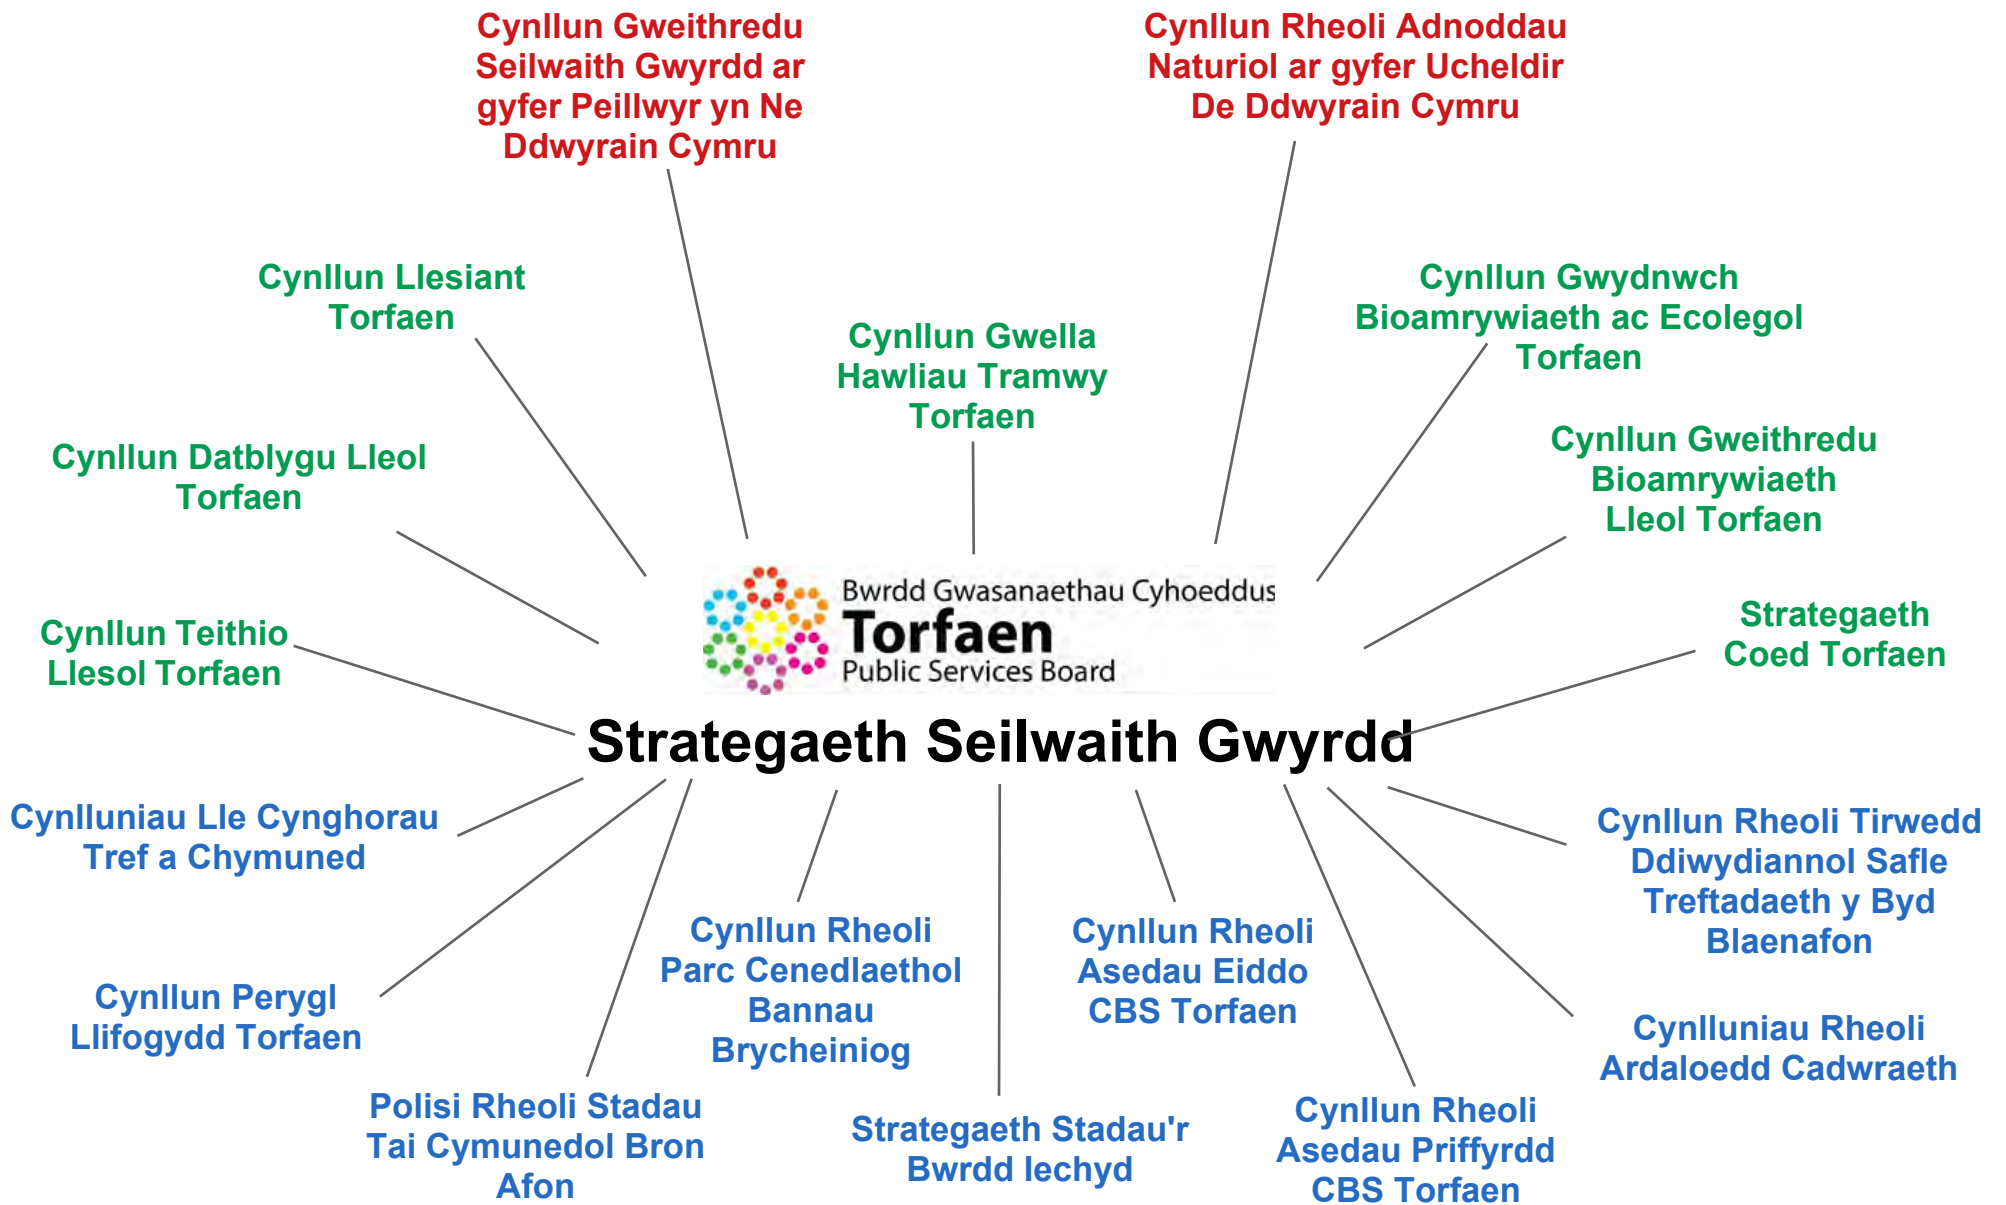 Cynllun Gweithredu
Seilwaith Gwyrdd ar
gyfer Peillwyr yn Ne
Ddwyrain Cymru
Cynllun Rheoli Adnoddau
Naturiol ar gyfer Ucheldir
De Ddwyrain Cymru
Cynllun Llesiant
Torfaen
Cynllun Gwella
Hawliau Tramwy
Torfaen
Cynllun Gwydnwch
Bioamrywiaeth ac Ecolegol
Torfaen
Cynllun Datblygu Lleol
Torfaen
Cynllun Gweithredu
Bioamrywiaeth
Lleol Torfaen
Cynllun Teithio
Llesol Torfaen
Bwrdd Gwasanaethau Cyhoeddus
Torfaen
Public Services Board
Strategaeth
Coed Torfaen
Strategaeth Seilwaith Gwyrdd
Cynlluniau Lle Cynghorau
Tref a Chymuned
Cynllun Rheoli Tirwedd
Ddiwydiannol Safle
Treftadaeth y Byd
Blaenafon
Cynllun Perygl
Llifogydd Torfaen
Cynllun Rheoli
Parc Cenedlaethol
Bannau
Brycheiniog
Cynllun Rheoli
Asedau Eiddo
CBS Torfaen
Cynlluniau Rheoli
Ardaloedd Cadwraeth
Polisi Rheoli Stadau
Tai Cymunedol Bron
Afon
Strategaeth Stadau'r
Bwrdd Iechyd
Cynllun Rheoli
Asedau Priffyrdd
CBS Torfaen